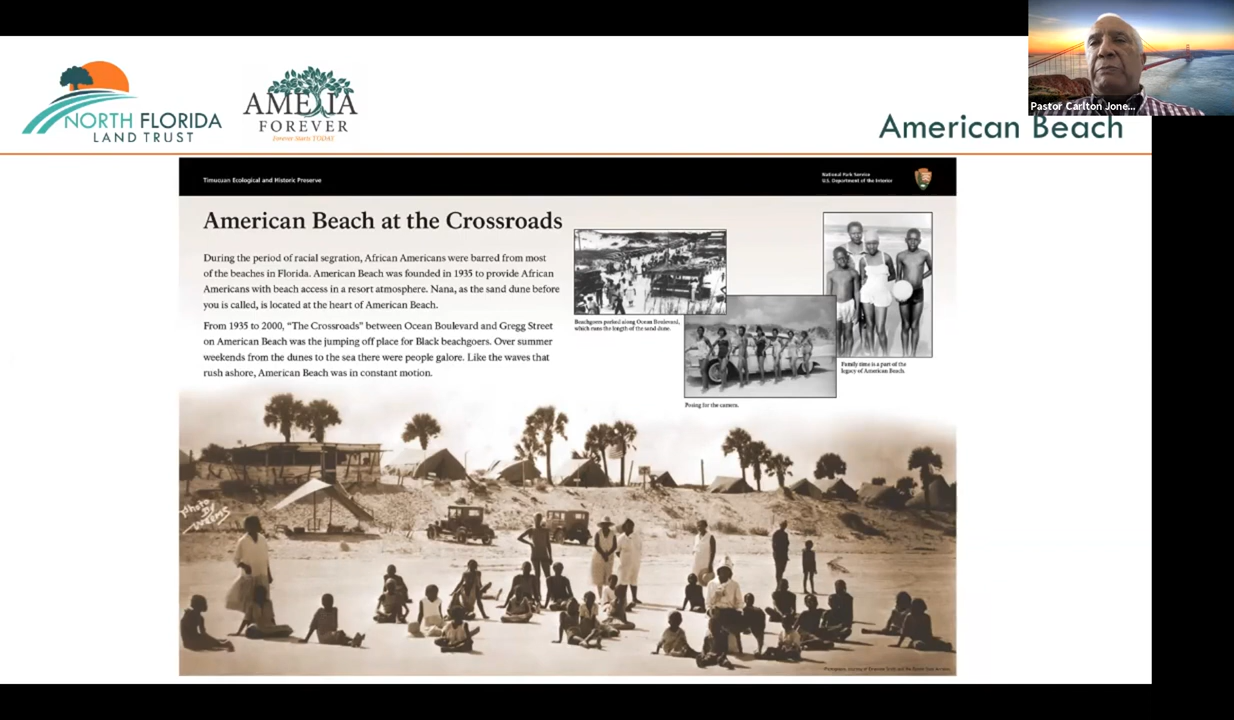 Pastor Carlton Jone...
NORTH FLORIDA
LAND TRUST
AMELIA
FOREVER
Forever Starts TODAY
American Beach
Timucuan Ecological and Historic Preserve
National Park Service
U.S. Department of the Interior
American Beach at the Crossroads
During the period of racial segration, African Americans were barred from most
of the beaches in Florida. American Beach was founded in 1935 to provide African
Americans with beach access in a resort atmosphere. Nana, as the sand dune before
you is called, is located at the heart of American Beach.
From 1935 to 2000, “The Crossroads” between Ocean Boulevard and Gregg Street
on American Beach was the jumping off place for Black beachgoers. Over summer
weekends from the dunes to the sea there were people galore. Like the waves that
rush ashore, American Beach was in constant motion.
Beachgoers parked along Ocean Boulevard,
which runs the length of the sand dune.
Family time is a part of the
legacy of American Beach.
Posing for the camera.
Photo
By
Weems